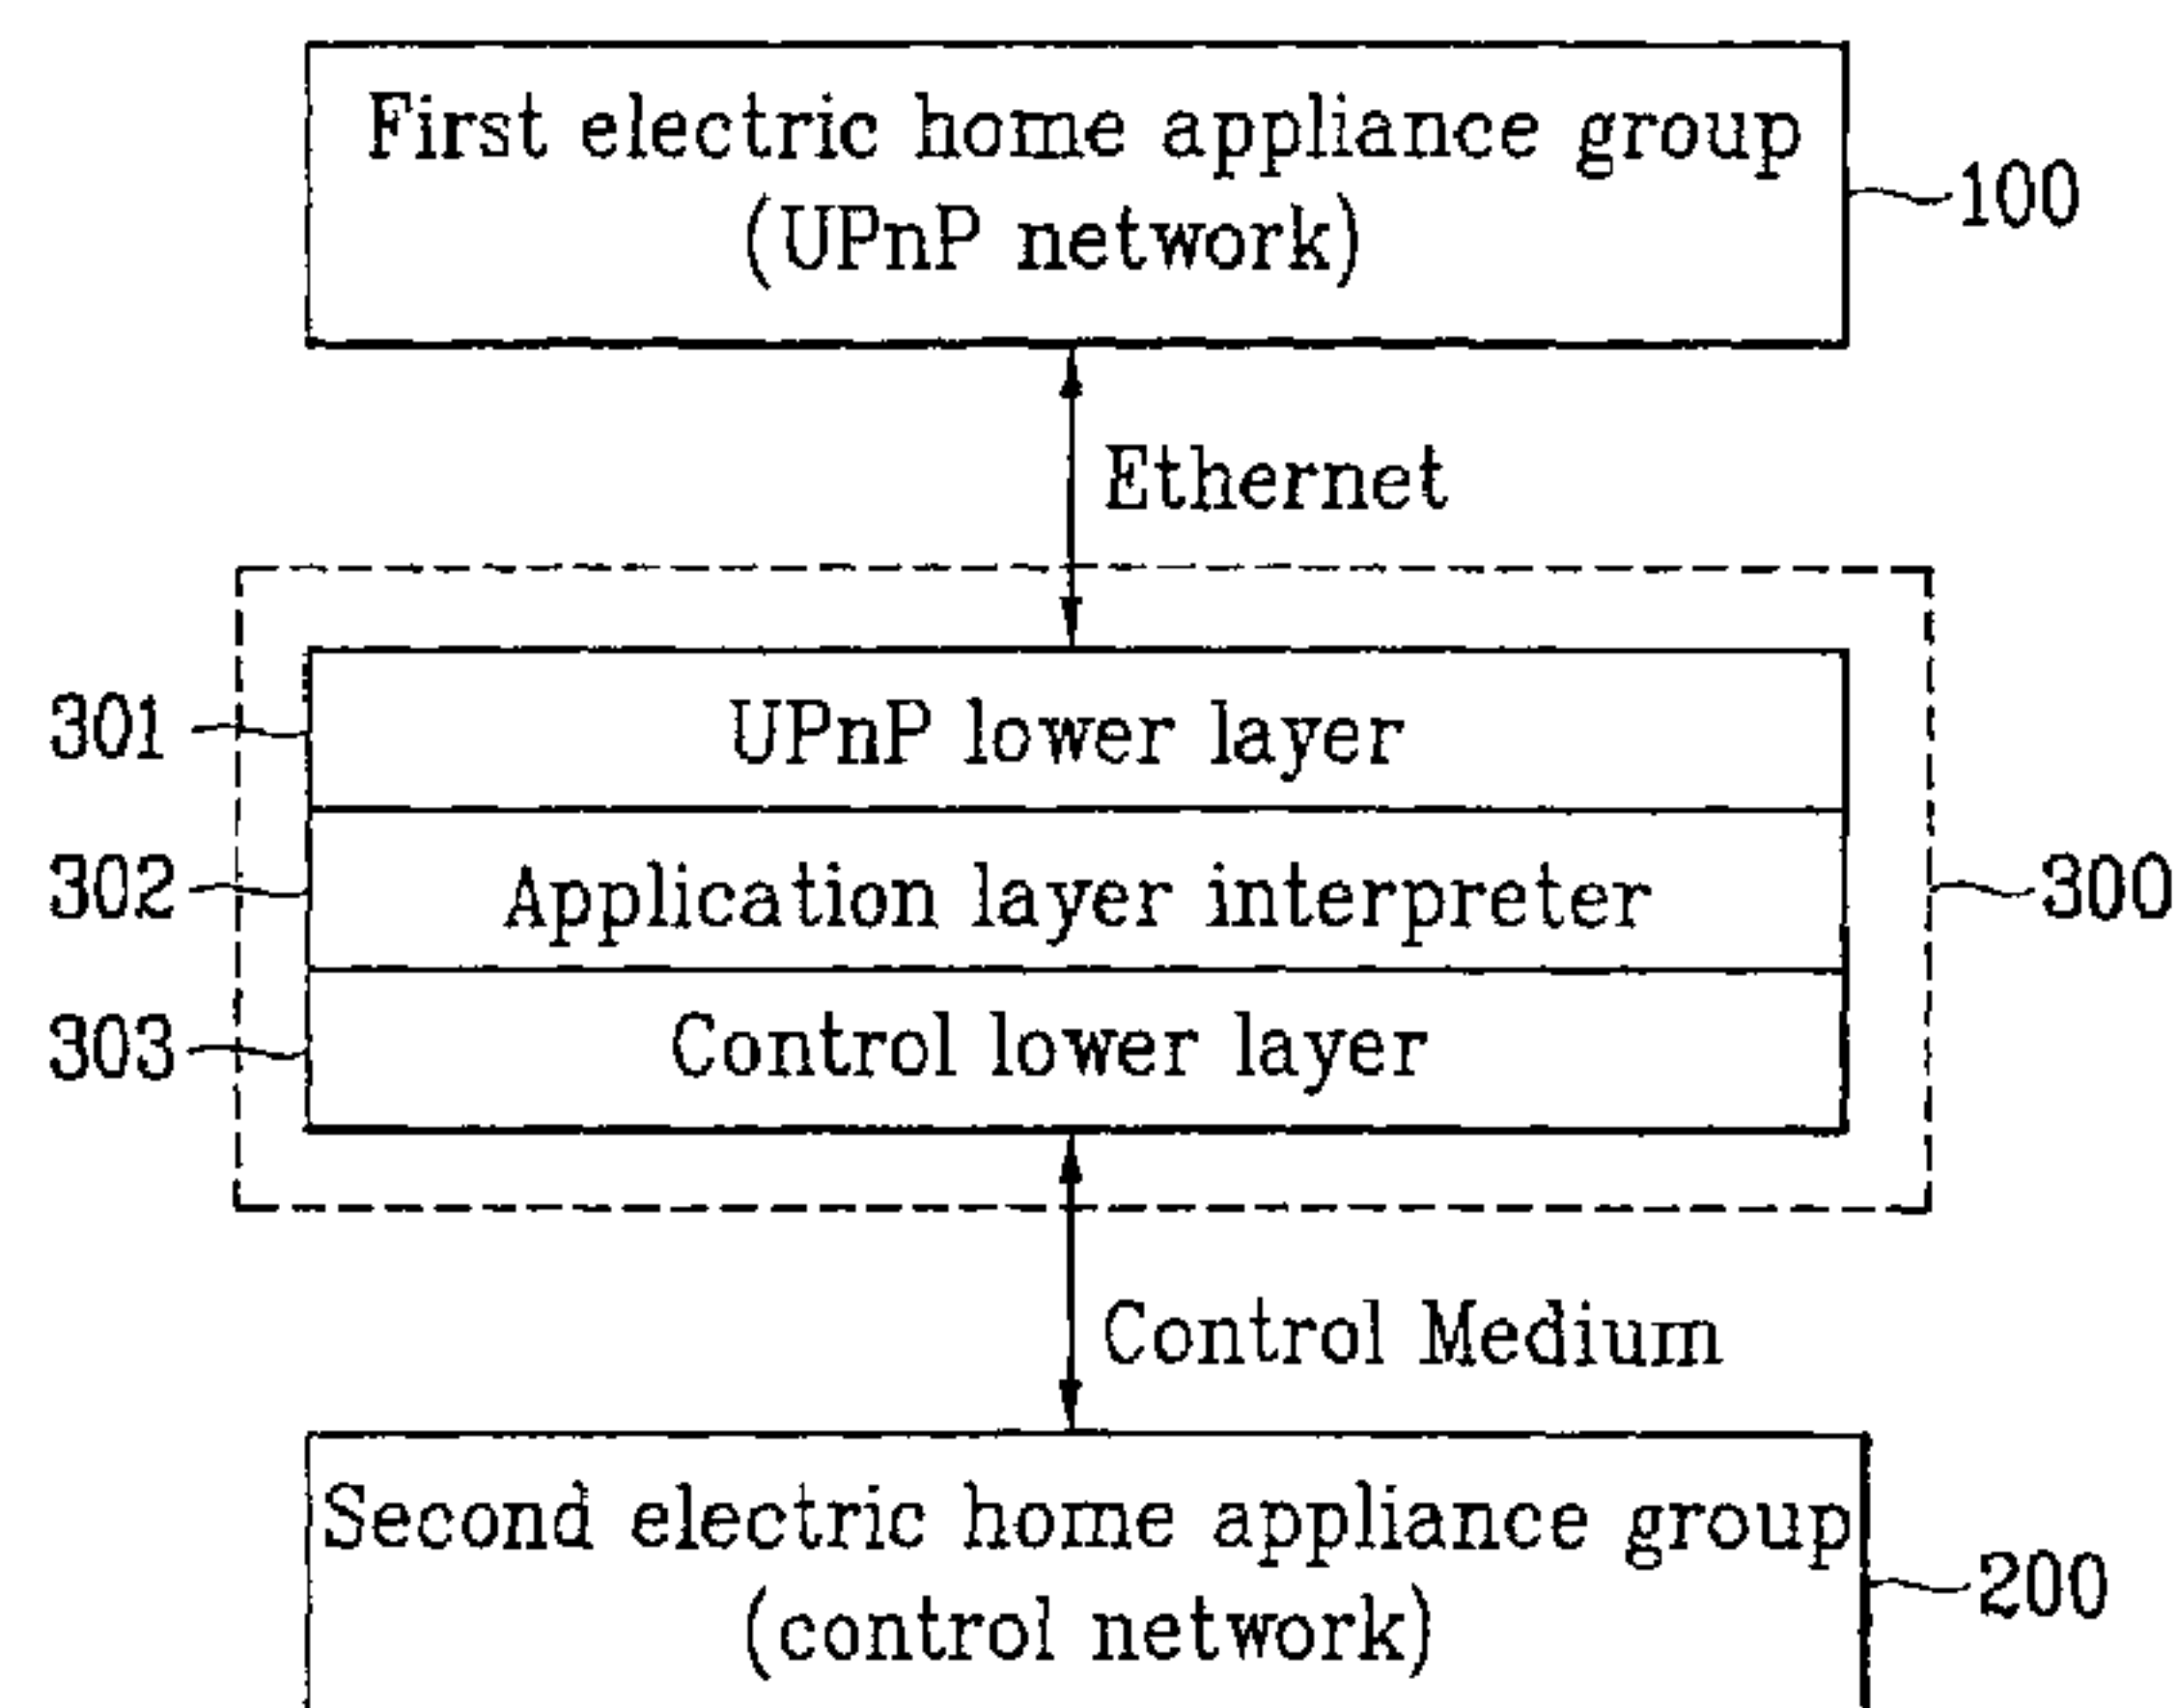 First electric home appliance group
(UPnP network)
100
Ethernet
301
UPnP lower layer
302
Application layer interpreter
300
303
Control lower layer
Control Medium
Second electric home appliance group
(control network)
200